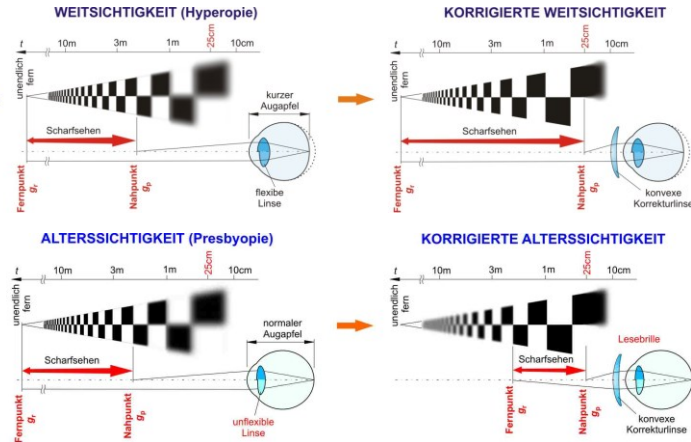 WEITSICHTIGKEIT (Hyperopie)
t
10m
3m
1m
25cm
10cm
unendlich
fern
Scharfsehen
kurzer
Augapfel
flexibe
Linse
Fernpunkt
gr
Nahpunkt
gp
KORRIGIERTE WEITSICHTIGKEIT
t
10m
3m
1m
25cm
10cm
unendlich
fern
Scharfsehen
konvexe
Korrekturlinse
Fernpunkt
gr
Nahpunkt
gp
ALTERSSICHTIGKEIT (Presbyopie)
t
10m
3m
1m
25cm
10cm
unendlich
fern
Scharfsehen
normaler
Augapfel
unflexible
Linse
Fernpunkt
gr
Nahpunkt
gp
KORRIGIERTE ALTERSSICHTIGKEIT
t
10m
3m
1m
25cm
10cm
unendlich
fern
Lesebrille
Scharfsehen
konvexe
Korrekturlinse
Fernpunkt
gr
Nahpunkt
gp